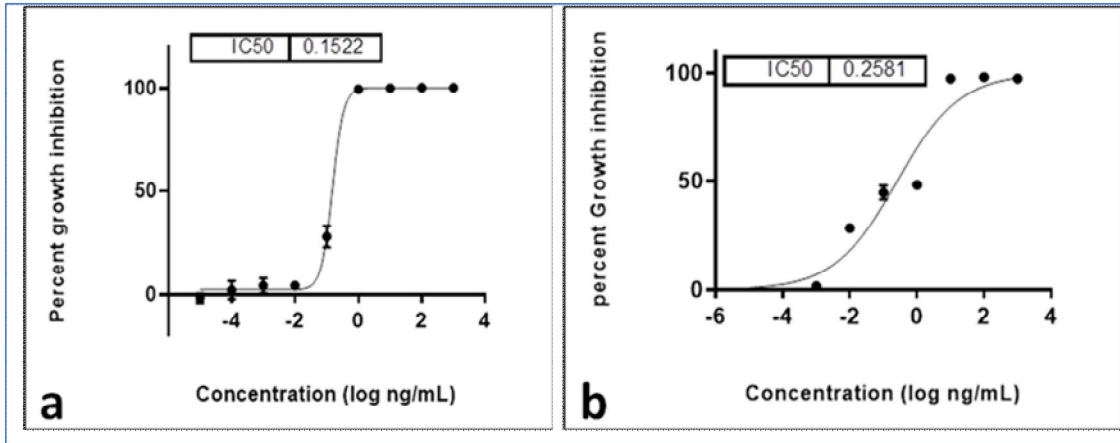 IC50 0.1522
Percent growth inhibition
100
50
0
-4 -2 0 2 4
Concentration (log ng/mL)
a
IC50 0.2581
percent Growth inhibition
100
50
0
-6 -4 -2 0 2 4
Concentration (log ng/mL)
b